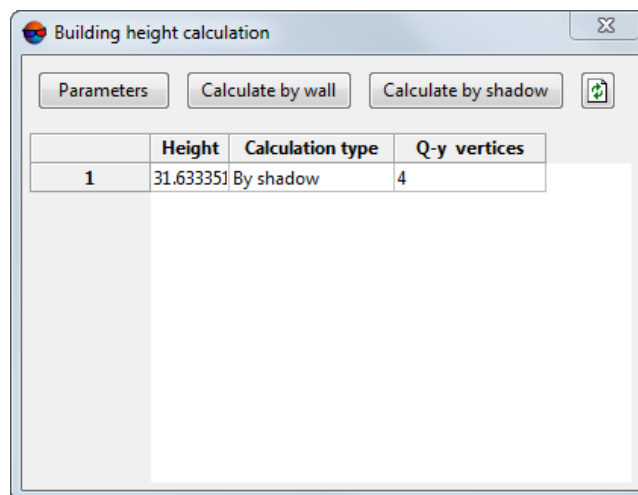 Building height calculation
Parameters Calculate by wall Calculate by shadow
Height Calculation type Q-y vertices
1 31.633351 By shadow 4